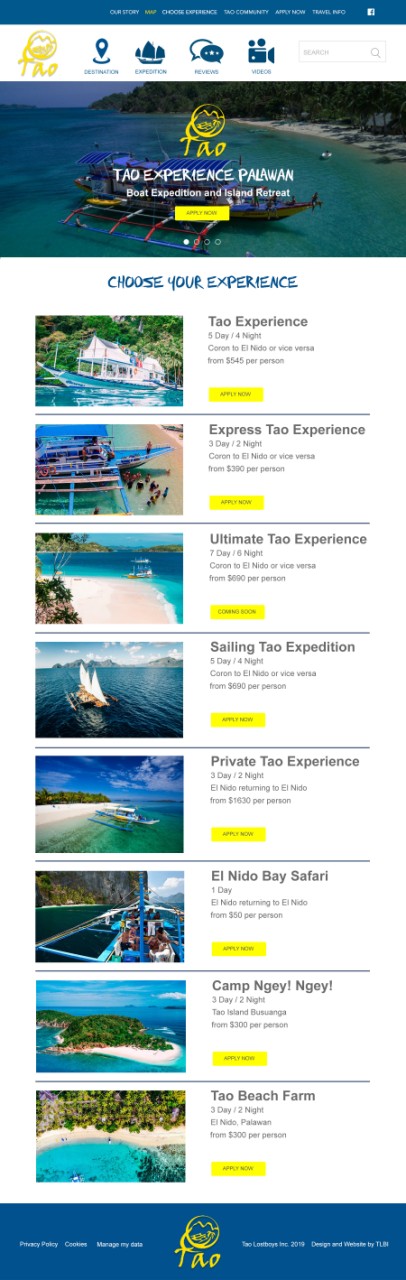 OUR STORY MAP CHOOSE EXPERIENCE TAO COMMUNITY APPLY NOW TRAVEL INFO
Tao
DESTINATION EXPEDITION REVIEWS VIDEOS
SEARCH
Tao
TAO EXPERIENCE PALAWAN
Boat Expedition and Island Retreat
APPLY NOW
CHOOSE YOUR EXPERIENCE
Tao Experience
5 Day / 4 Night
Coron to El Nido or vice versa
from $545 per person
APPLY NOW
Express Tao Experience
3 Day / 2 Night
Coron to El Nido or vice versa
from $390 per person
APPLY NOW
Ultimate Tao Experience
7 Day / 6 Night
Coron to El Nido or vice versa
from $690 per person
COMING SOON
Sailing Tao Expedition
5 Day / 4 Night
Coron to El Nido or vice versa
from $690 per person
APPLY NOW
Private Tao Experience
3 Day / 2 Night
El Nido returning to El Nido
from $1630 per person
APPLY NOW
El Nido Bay Safari
1 Day
El Nido returning to El Nido
from $50 per person
APPLY NOW
Camp Ngey! Ngey!
3 Day / 2 Night
Tao Island Busuanga
from $300 per person
APPLY NOW
Tao Beach Farm
3 Day / 2 Night
El Nido, Palawan
from $300 per person
APPLY NOW
Privacy Policy Cookies Manage my data
Tao
Tao Lostboys Inc. 2019 Design and Website by TLBI